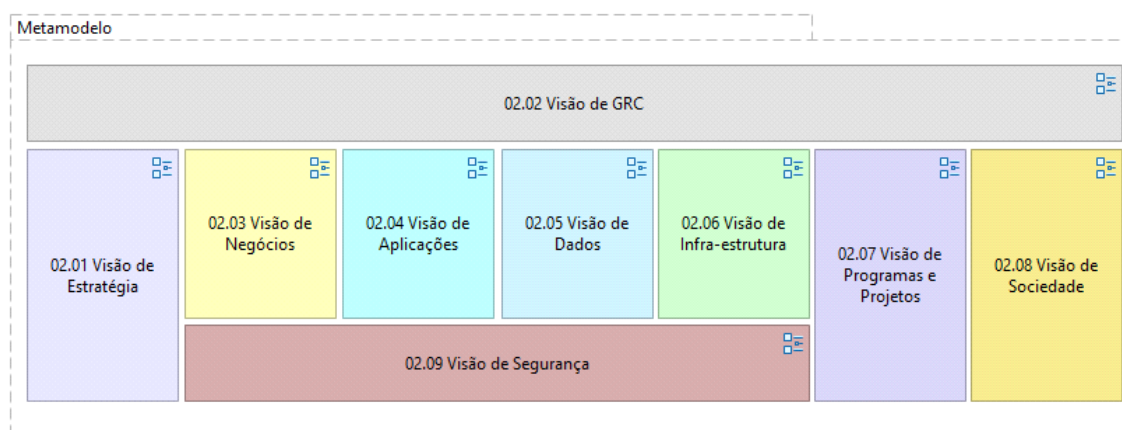 Metamodelo
02.02 Visão de GRC
02.01 Visão de
Estratégia
02.03 Visão de
Negócios
02.04 Visão de
Aplicações
02.05 Visão de
Dados
02.06 Visão de
Infra-estrutura
02.07 Visão de
Programas e
Projetos
02.08 Visão de
Sociedade
02.09 Visão de Segurança